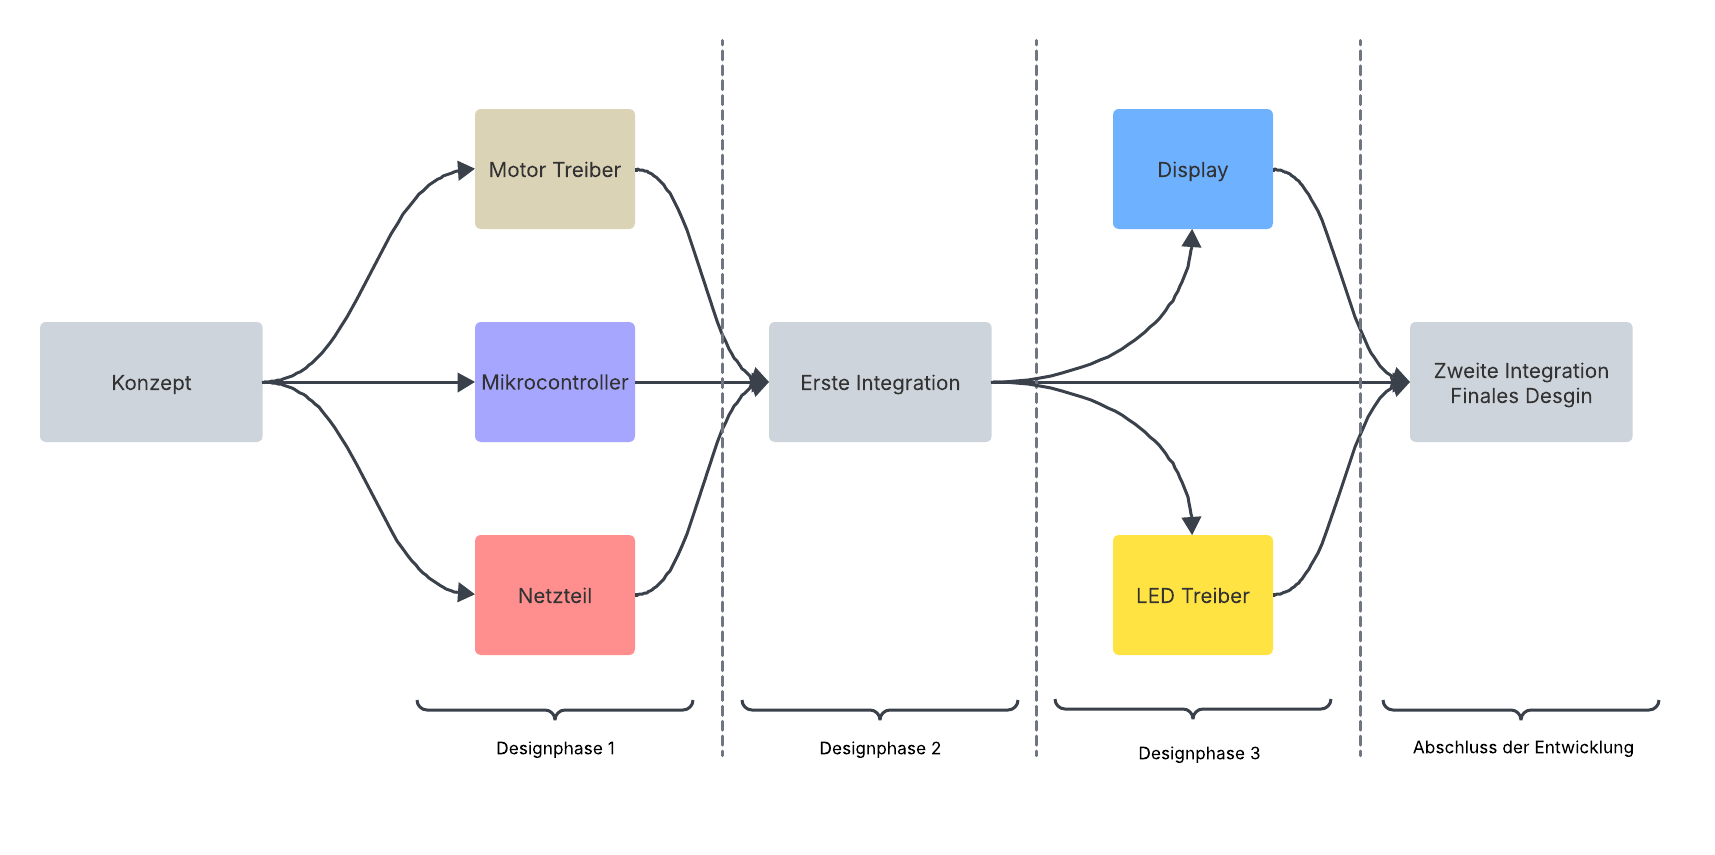 Konzept
Motor Treiber
Mikrocontroller
Netzteil
Erste Integration
Display
LED Treiber
Zweite Integration
Finales Desgin
Designphase 1
Designphase 2
Designphase 3
Abschluss der Entwicklung